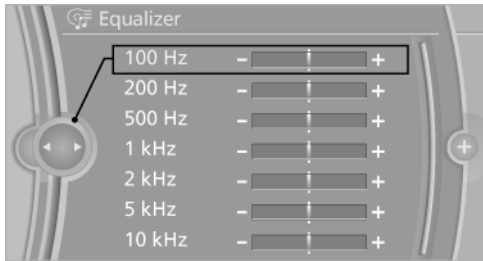 Equalizer
100 Hz - +
200 Hz - +
500 Hz - +
1 kHz - +
2 kHz - +
5 kHz - +
10 kHz - +
+